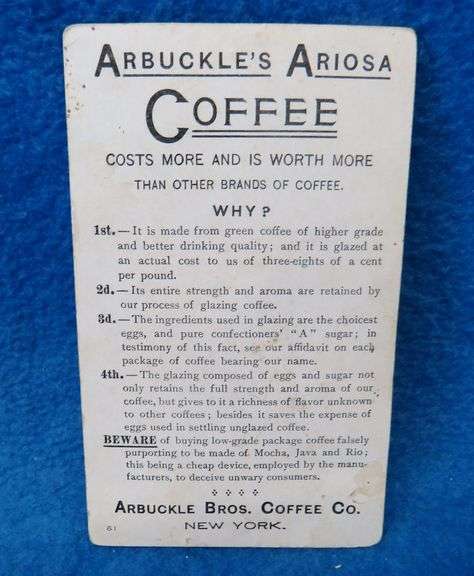 ARBUCKLE'S ARIOSA
COFFEE
COSTS MORE AND IS WORTH MORE
THAN OTHER BRANDS OF COFFEE.
WHY?
1st.—It is made from green coffee of higher grade
and better drinking quality; and it is glazed at
an actual cost to us of three-eights of a cent
per pound.
2d.—Its entire strength and aroma are retained by
our process of glazing coffee.
3d.—The ingredients used in glazing are the choicest
eggs, and pure confectioners' "A" sugar; in
testimony of this fact, see our affidavit on each
package of coffee bearing our name.
4th.—The glazing composed of eggs and sugar not
only retains the full strength and aroma of our
coffee, but gives to it a richness of flavor unknown
to other coffees; besides it saves the expense of
eggs used in settling unglazed coffee.
BEWARE of buying low-grade package coffee falsely
purporting to be made of Mocha, Java and Rio;
this being a cheap device, employed by the manu-
facturers, to deceive unwary consumers.
ARBUCKLE BROS. COFFEE CO.
61 NEW YORK.